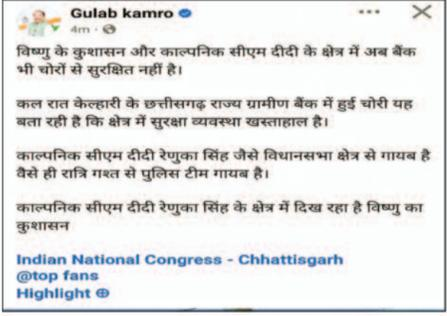 Gulab kamro
4m
विष्णु के कुशासन और काल्पनिक सीएम दीदी के क्षेत्र में अब बैंक
भी चोरों से सुरक्षित नहीं है।
कल रात केल्हारी के छत्तीसगढ़ राज्य ग्रामीण बैंक में हुई चोरी यह
बता रही है कि क्षेत्र में सुरक्षा व्यवस्था खस्ताहाल है।
काल्पनिक सीएम दीदी रेणुका सिंह जैसे विधानसभा क्षेत्र से गायब है
वैसे ही रात्रि गश्त से पुलिस टीम गायब है।
काल्पनिक सीएम दीदी रेणुका सिंह के क्षेत्र में दिख रहा है विष्णु का
कुशासन
Indian National Congress - Chhattisgarh
@top fans
Highlight